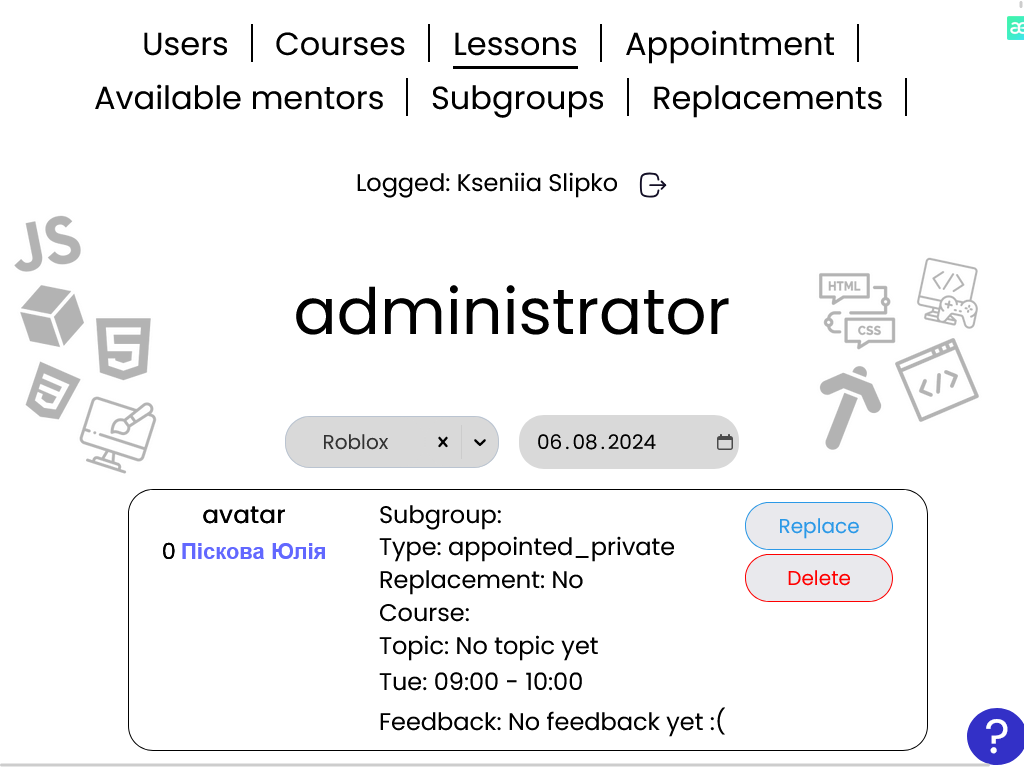 Users Courses Lessons Appointment
Available mentors Subgroups Replacements
Logged: Kseniia Slipko
JS
administrator
HTML
</>
CSS
</>
Roblox
06.08.2024
avatar
0 Піскова Юлія
Subgroup:
Type: appointed_private
Replacement: No
Course:
Topic: No topic yet
Tue: 09:00 - 10:00
Feedback: No feedback yet :(
Replace
Delete
?
æ